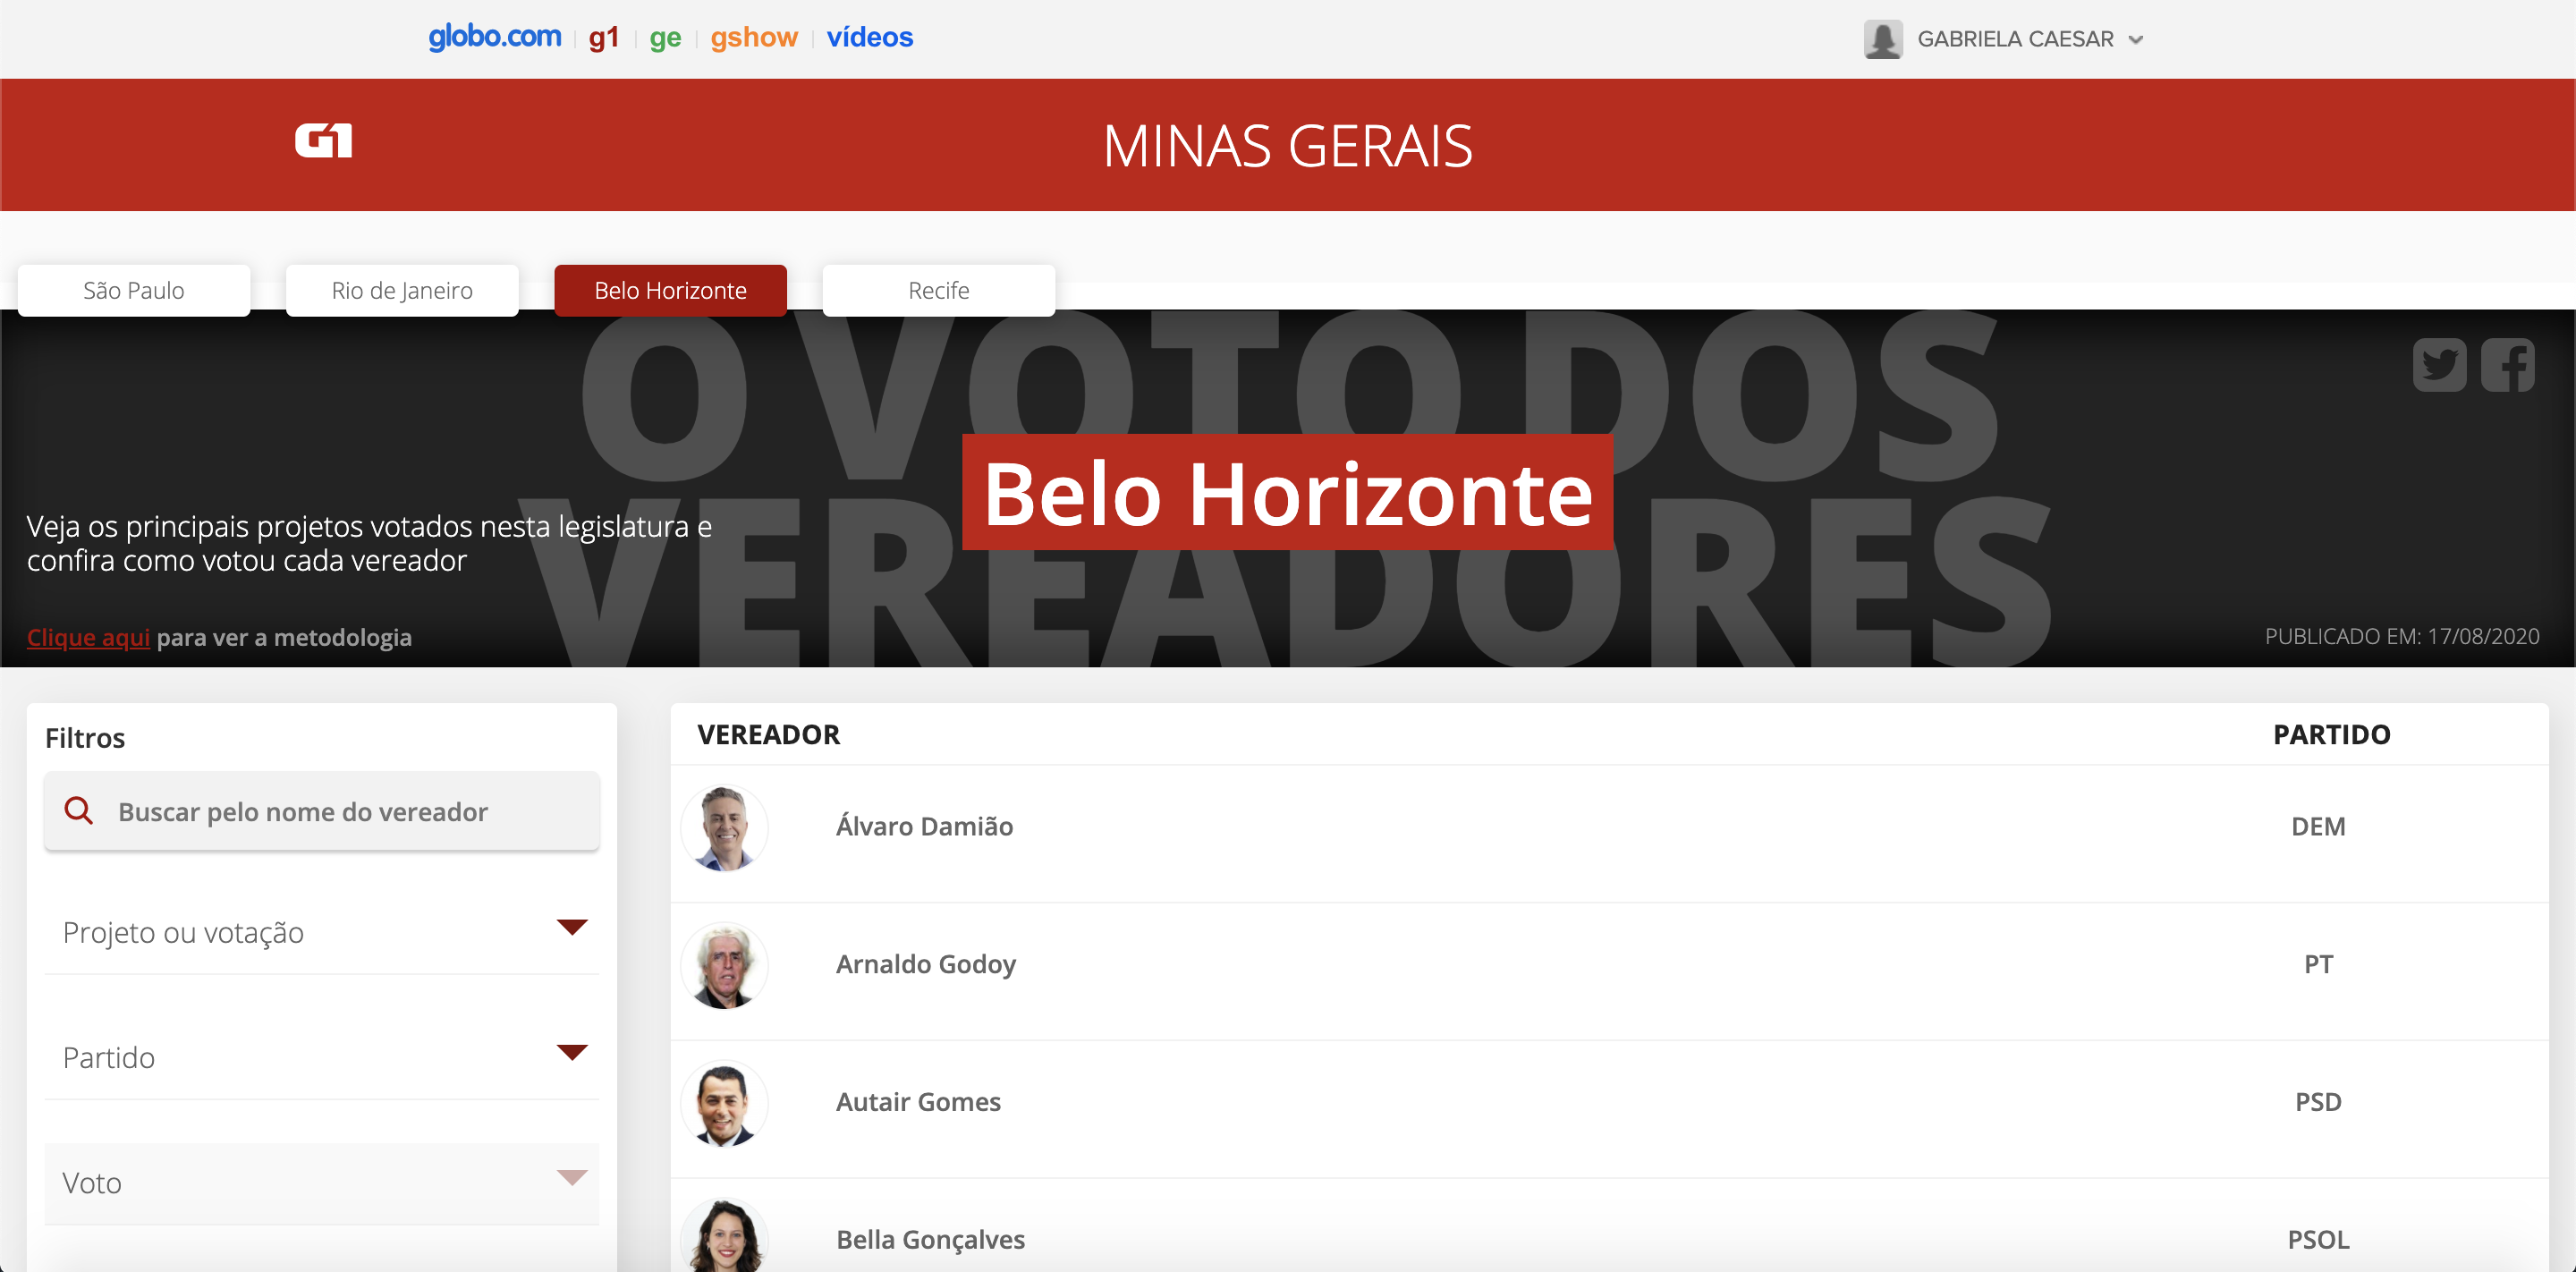 globo.com g1 ge gshow vídeos
GABRIELA CAESAR
G1
MINAS GERAIS
São Paulo
Rio de Janeiro
Belo Horizonte
Recife
O VOTO DOS
VEREADORES
Belo Horizonte
Veja os principais projetos votados nesta legislatura e
confira como votou cada vereador
Clique aqui para ver a metodologia
PUBLICADO EM: 17/08/2020
Filtros
Buscar pelo nome do vereador
Projeto ou votação
Partido
Voto
VEREADOR PARTIDO
Álvaro Damião DEM
Arnaldo Godoy PT
Autair Gomes PSD
Bella Gonçalves PSOL